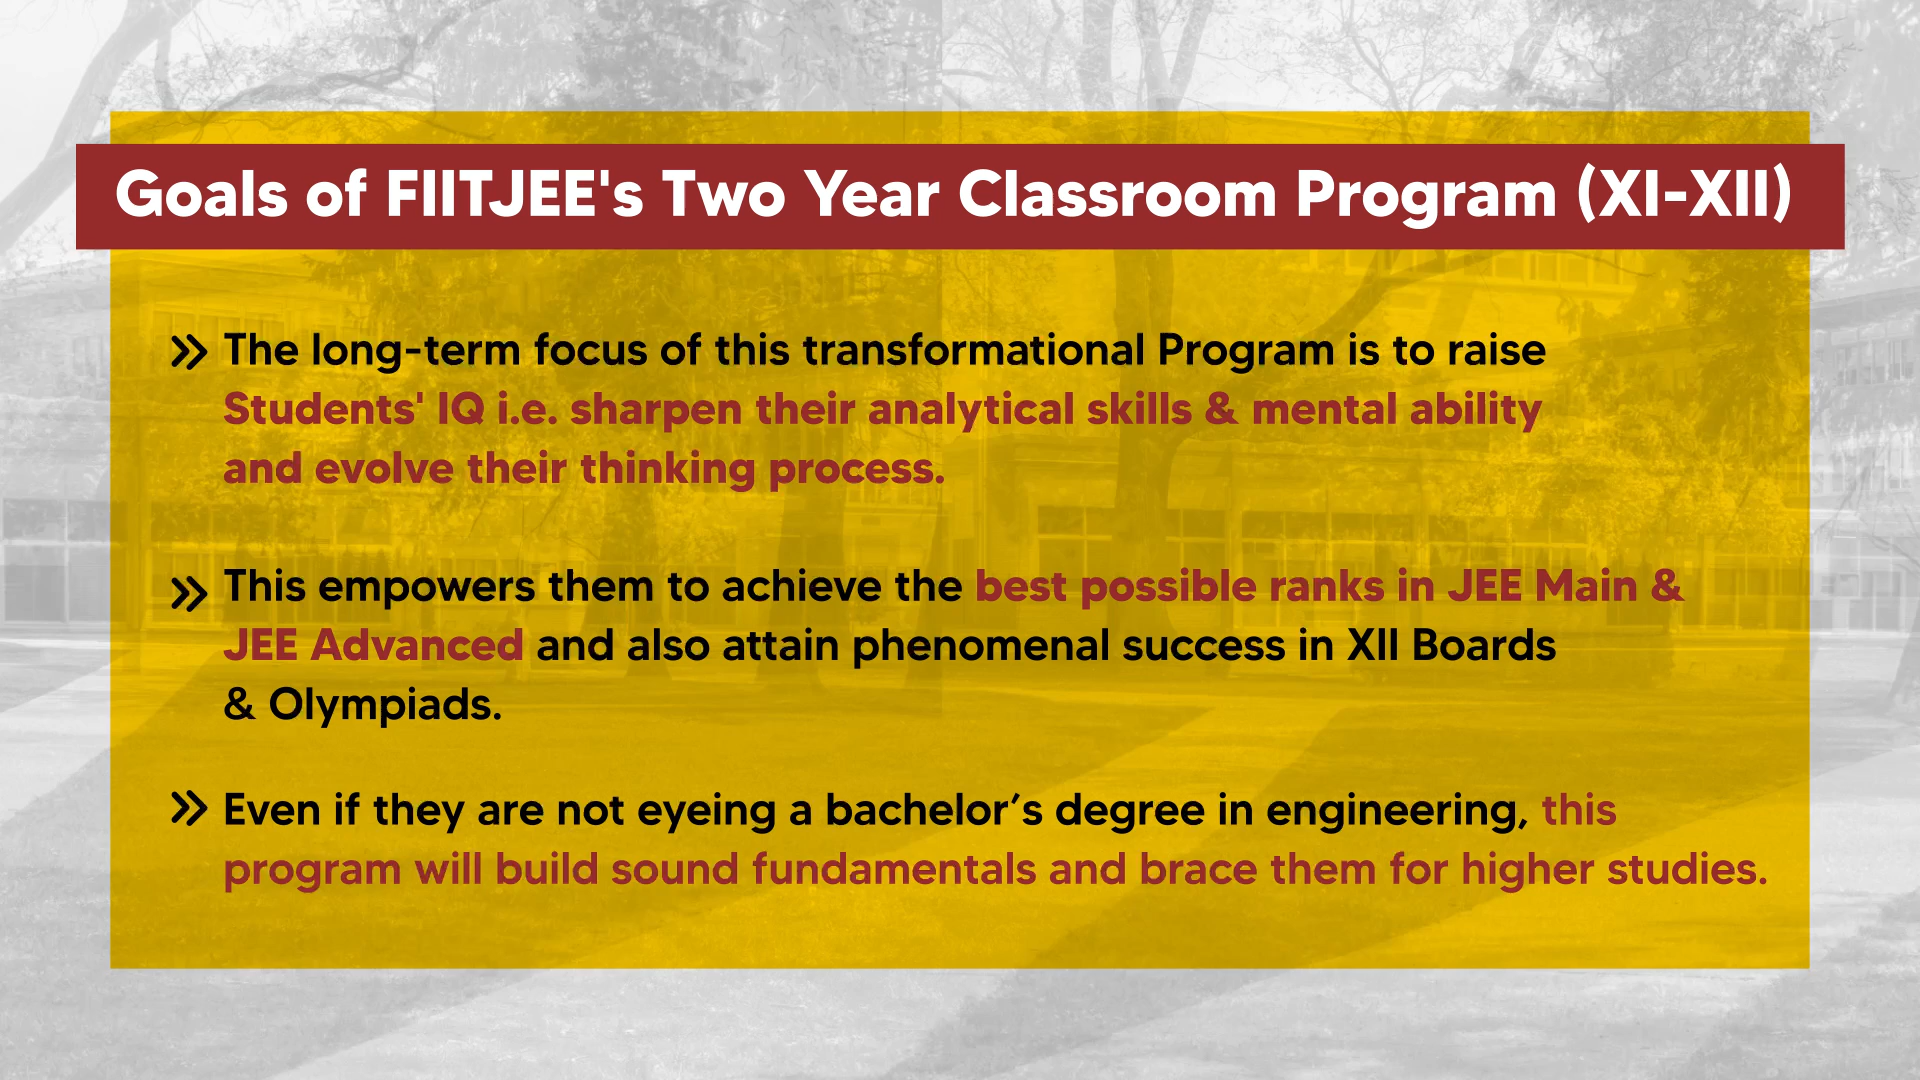 Goals of FIITJEE's Two Year Classroom Program (XI-XII)
The long-term focus of this transformational Program is to raise
Students' IQ i.e. sharpen their analytical skills & mental ability
and evolve their thinking process.
This empowers them to achieve the best possible ranks in JEE Main &
JEE Advanced and also attain phenomenal success in XII Boards
& Olympiads.
Even if they are not eyeing a bachelor’s degree in engineering, this
program will build sound fundamentals and brace them for higher studies.